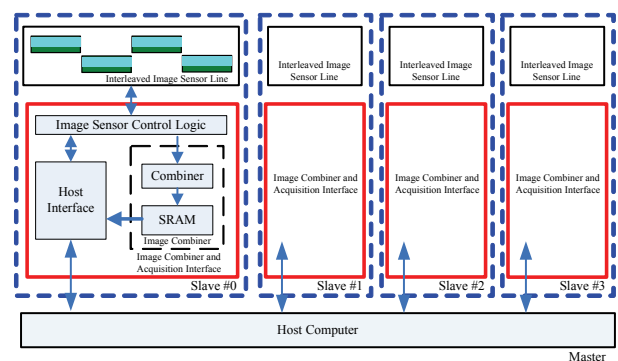 Interleaved Image Sensor Line
Image Sensor Control Logic
Host
Interface
Combiner
SRAM
Image Combiner
Image Combiner and
Acquisition Interface
Slave #0
Interleaved Image
Sensor Line
Image Combiner and
Acquisition Interface
Slave #1
Interleaved Image
Sensor Line
Image Combiner and
Acquisition Interface
Slave #2
Interleaved Image
Sensor Line
Image Combiner and
Acquisition Interface
Slave #3
Host Computer
Master